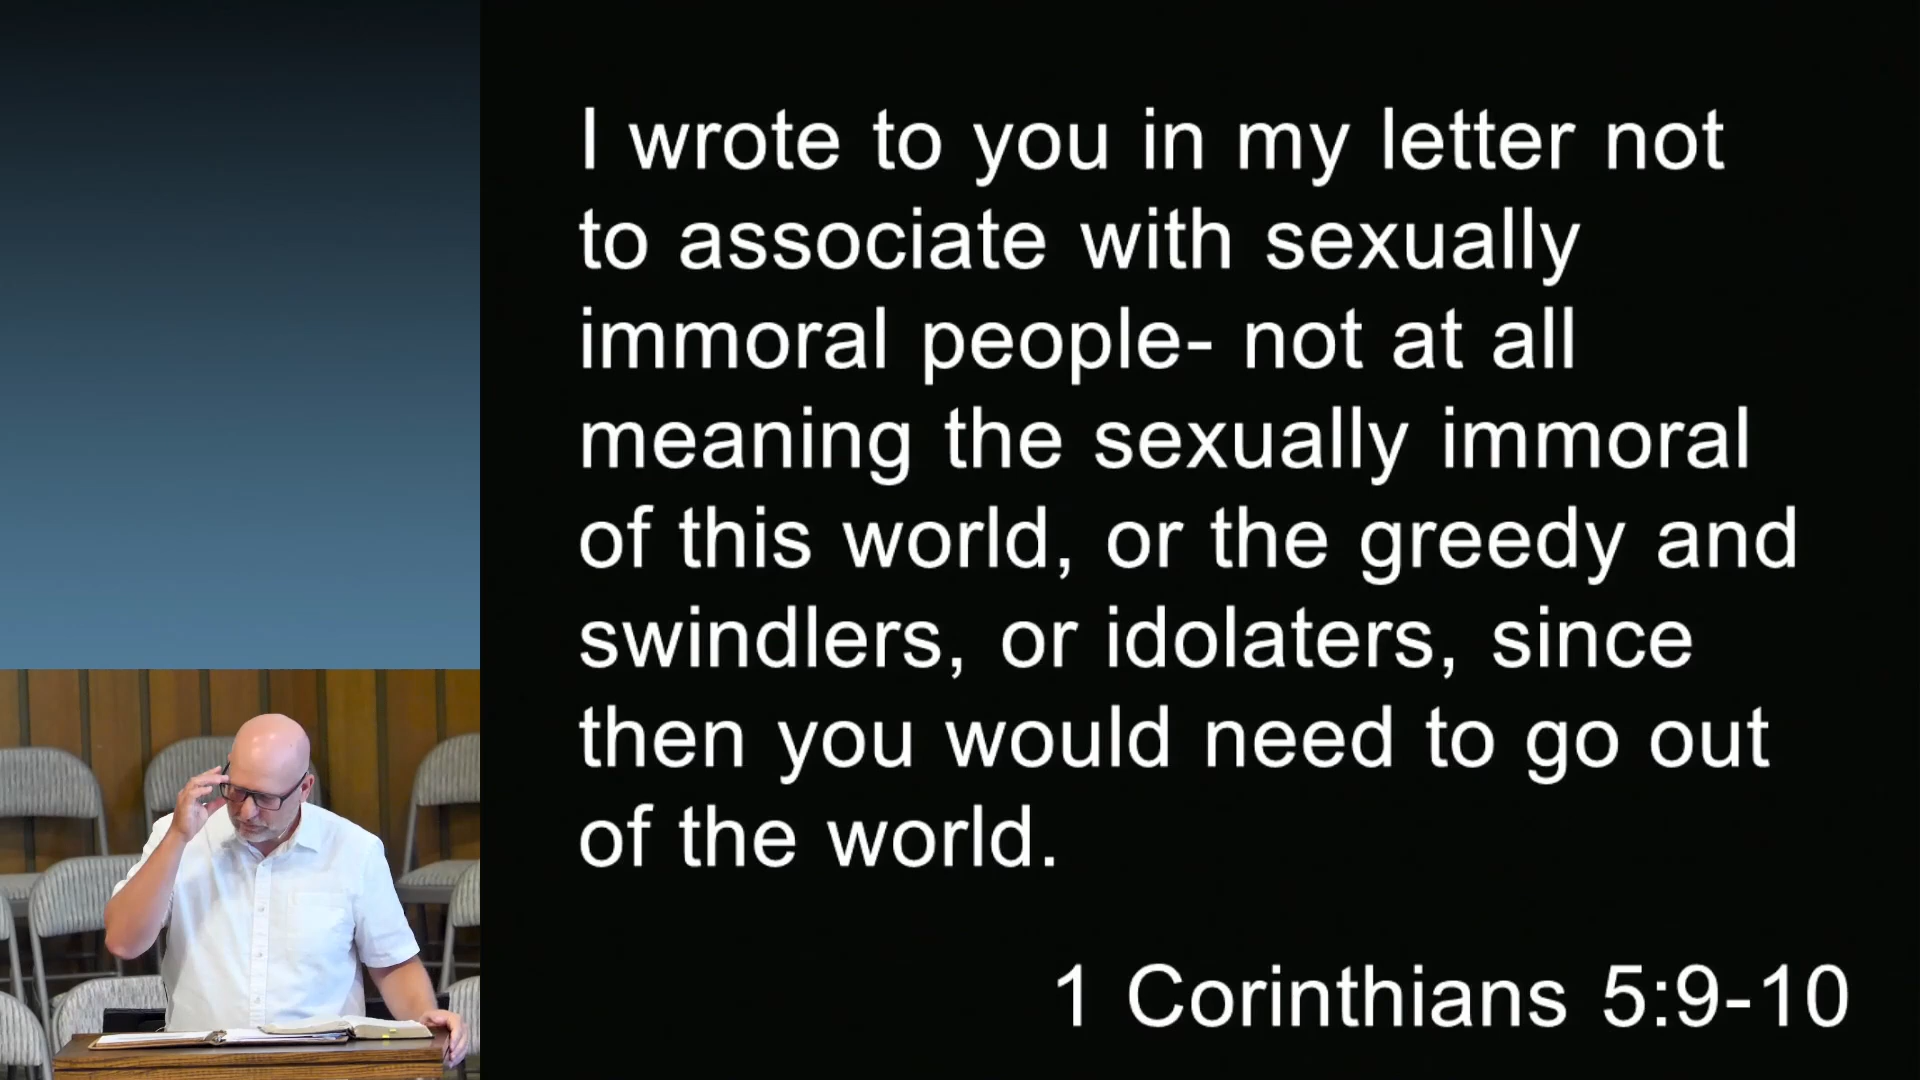 I wrote to you in my letter not
to associate with sexually
immoral people- not at all
meaning the sexually immoral
of this world, or the greedy and
swindlers, or idolaters, since
then you would need to go out
of the world.
1 Corinthians 5:9-10